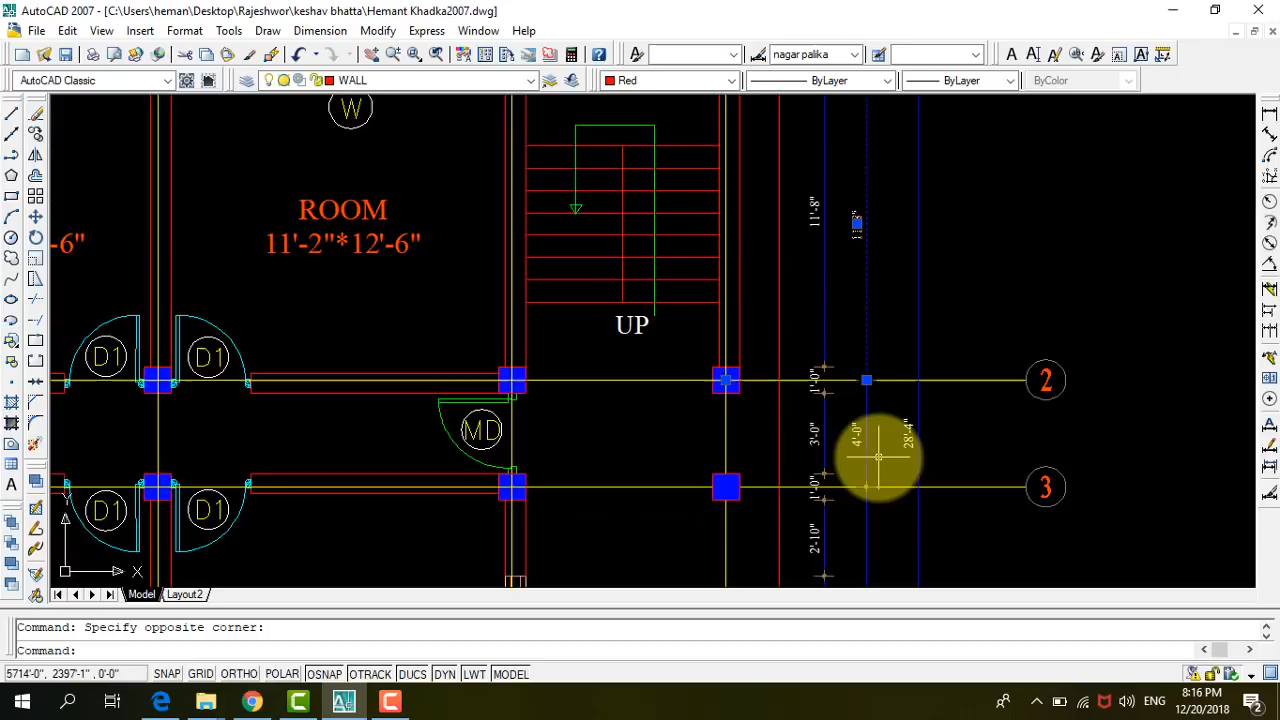 AutoCAD 2007 - [C:\Users\heman\Desktop\Rajeshwor\keshav bhatta\Hemant Khadka2007.dwg]
File Edit View Insert Format Tools Draw Dimension Modify Express Window Help
nagar palika
AutoCAD Classic WALL Red ByLayer ByLayer ByColor
W
ROOM
11'-2"*12'-6"
-6"
UP
11'-8"
D1 D1
1'-0"
2
MD
3'-0"
4'-0"
28'-4"
D1 D1
1'-0"
3
2'-10"
Y
X
Model Layout2
Command: Specify opposite corner:
Command:
5714'-0", 2397'-1" , 0'-0" SNAP GRID ORTHO POLAR OSNAP OTRACK DUCS DYN LWT MODEL
ENG
8:16 PM
12/20/2018
2